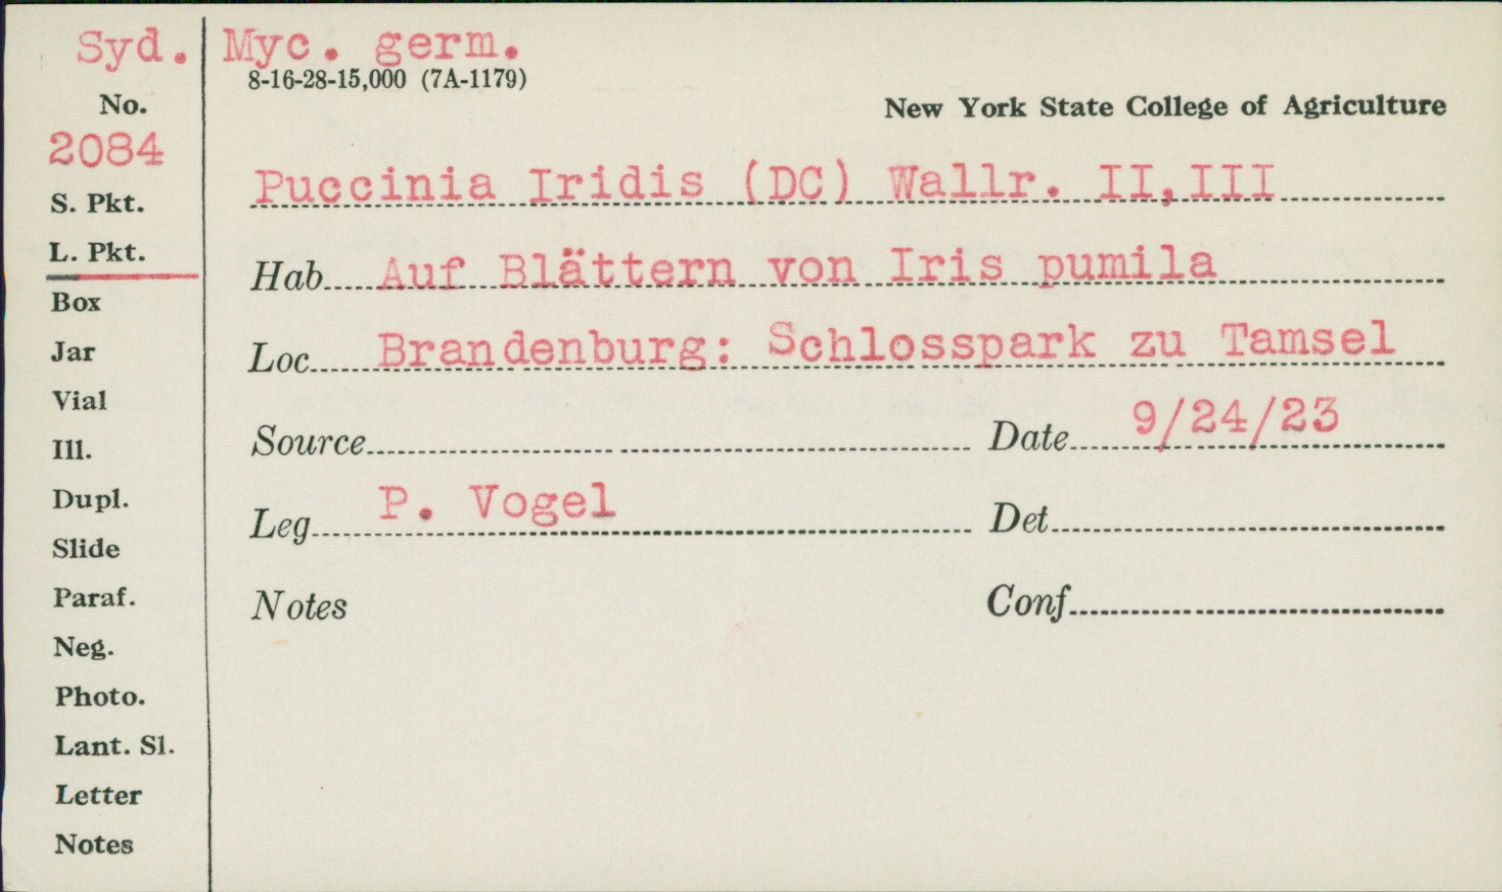 Syd. Myc. germ.
8-16-28-15,000 (7A-1179)
No.
New York State College of Agriculture
2084
Puccinia Iridis (DC) Wallr. II,III
S. Pkt.
L. Pkt.
Hab. Auf Blättern von Iris pumila
Box
Jar
Loc. Brandenburg: Schlosspark zu Tamsel
Vial
Source Date 9/24/23
Ill.
Dupl.
Leg. P. Vogel Det.
Slide
Paraf.
Notes Conf.
Neg.
Photo.
Lant. Sl.
Letter
Notes